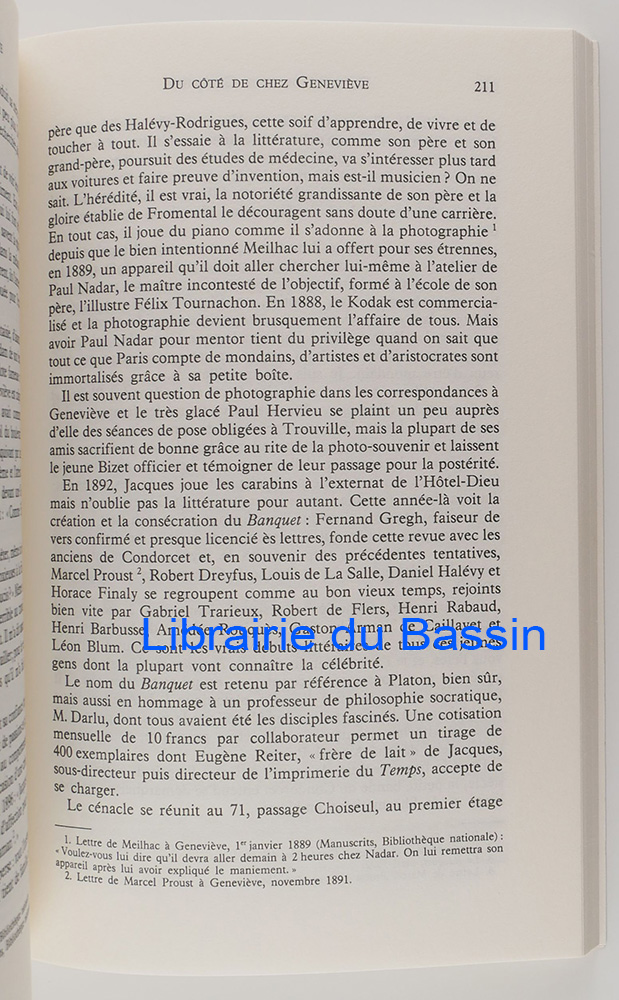 DU CÔTÉ DE CHEZ GENEVIÈVE 211
père que des Halévy-Rodrigues, cette soif d'apprendre, de vivre et de
toucher à tout. Il s'essaie à la littérature, comme son père et son
grand-père, poursuit des études de médecine, va s'intéresser plus tard
aux voitures et faire preuve d'invention, mais est-il musicien ? On ne
sait. L'hérédité, il est vrai, la notoriété grandissante de son père et la
gloire établie de Fromental le découragent sans doute d'une carrière.
En tout cas, il joue du piano comme il s'adonne à la photographie 1
depuis que le bien intentionné Meilhac lui a offert pour ses étrennes,
en 1889, un appareil qu'il doit aller chercher lui-même à l'atelier de
Paul Nadar, le maître incontesté de l'objectif, formé à l'école de son
père, l'illustre Félix Tournachon. En 1888, le Kodak est commercia-
lisé et la photographie devient brusquement l'affaire de tous. Mais
avoir Paul Nadar pour mentor tient du privilège quand on sait que
tout ce que Paris compte de mondains, d'artistes et d'aristocrates sont
immortalisés grâce à sa petite boîte.
Il est souvent question de photographie dans les correspondances à
Geneviève et le très glacé Paul Hervieu se plaint un peu auprès
d'elle des séances de pose obligées à Trouville, mais la plupart de ses
amis sacrifient de bonne grâce au rite de la photo-souvenir et laissent
le jeune Bizet officier et témoigner de leur passage pour la postérité.
En 1892, Jacques joue les carabins à l'externat de l'Hôtel-Dieu
mais n'oublie pas la littérature pour autant. Cette année-là voit la
création et la consécration du Banquet : Fernand Gregh, faiseur de
vers confirmé et presque licencié ès lettres, fonde cette revue avec les
anciens de Condorcet et, en souvenir des précédentes tentatives,
Marcel Proust 2, Robert Dreyfus, Louis de La Salle, Daniel Halévy et
Horace Finaly se regroupent comme au bon vieux temps, rejoints
bien vite par Gabriel Trarieux, Robert de Flers, Henri Rabaud,
Henri Barbusse, Amédée Rouquès, Gaston Arman de Caillavet et
Léon Blum. Ce sont les vrais débuts littéraires de tous ces jeunes
gens dont la plupart vont connaître la célébrité.
Librairie du Bassin
Le nom du Banquet est retenu par référence à Platon, bien sûr,
mais aussi en hommage à un professeur de philosophie socratique,
M. Darlu, dont tous avaient été les disciples fascinés. Une cotisation
mensuelle de 10 francs par collaborateur permet un tirage de
400 exemplaires dont Eugène Reiter, « frère de lait » de Jacques,
sous-directeur puis directeur de l'imprimerie du Temps, accepte de
se charger.
Le cénacle se réunit au 71, passage Choiseul, au premier étage
1. Lettre de Meilhac à Geneviève, 1er janvier 1889 (Manuscrits, Bibliothèque nationale) :
« Voulez-vous lui dire qu'il devra aller demain à 2 heures chez Nadar. On lui remettra son
appareil après lui avoir expliqué le maniement. »
2. Lettre de Marcel Proust à Geneviève, novembre 1891.